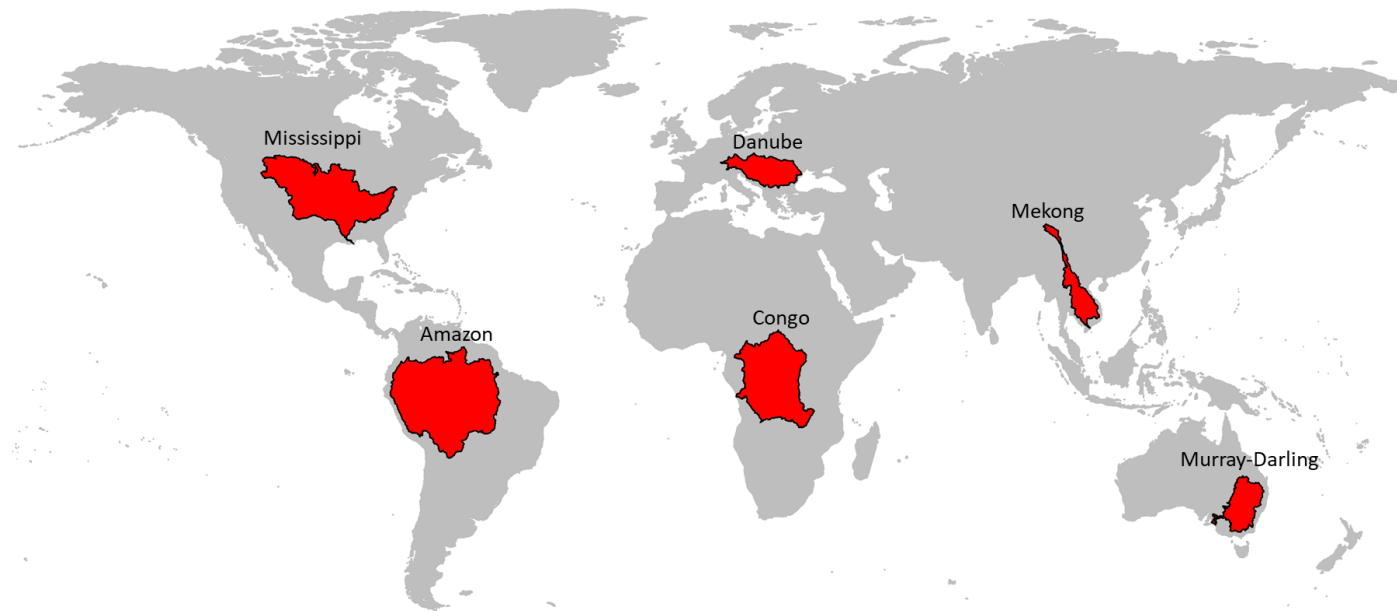 Mississippi
Danube
Mekong
Congo
Amazon
Murray-Darling